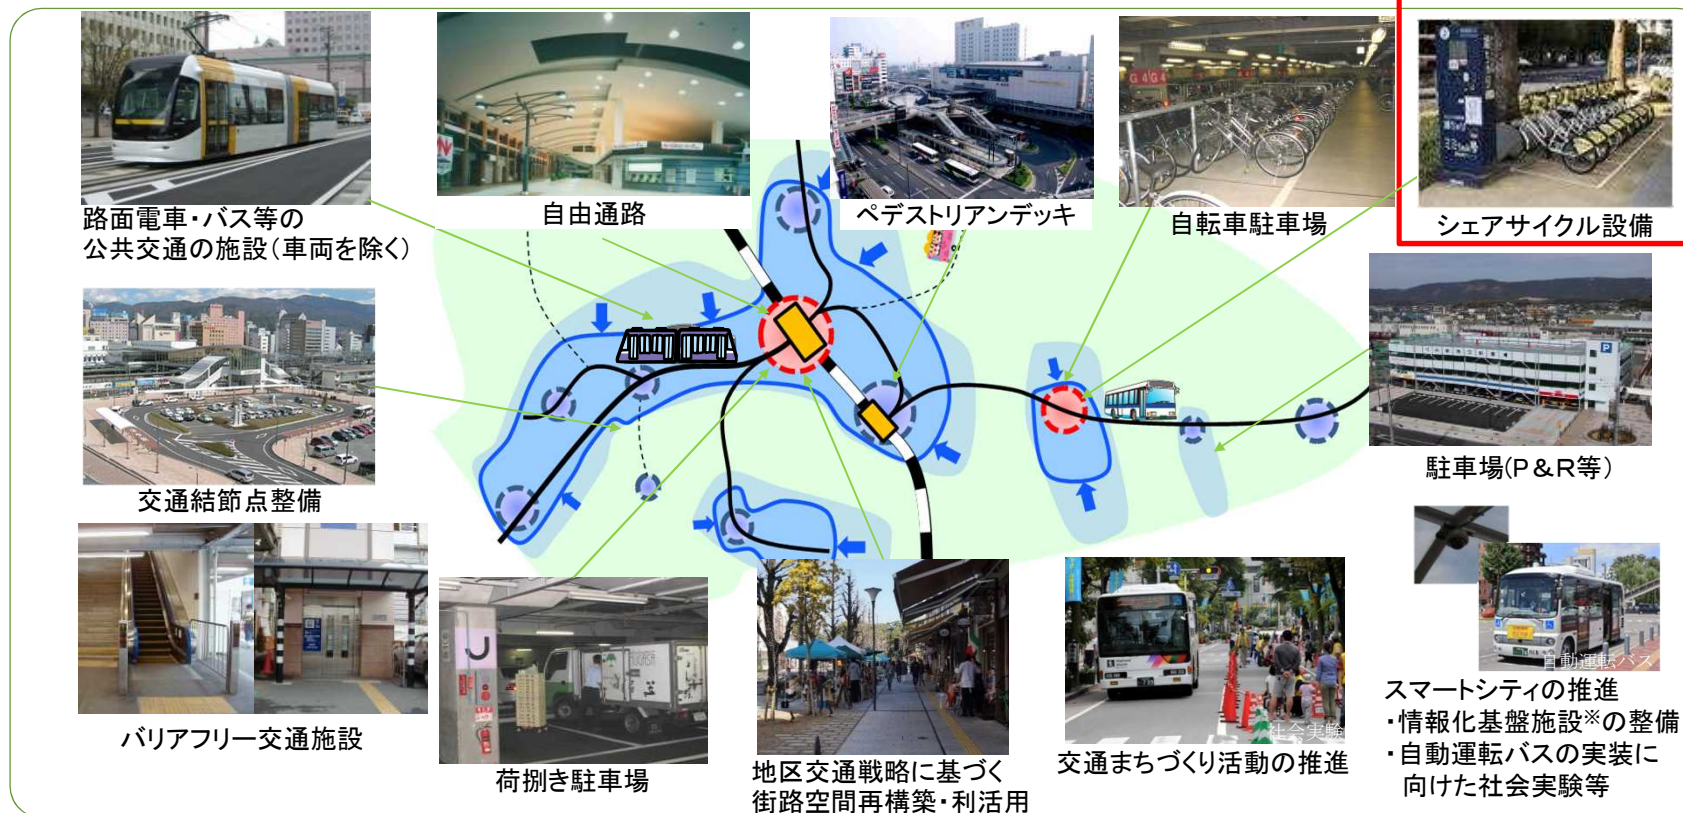 路面電車・バス等の
公共交通の施設（車両を除く）
自由通路
ペデストリアンデッキ
G4 G4
自転車駐車場
シェアサイクル設備
交通結節点整備
P
駐車場(P&R等)
バリアフリー交通施設
荷捌き駐車場
地区交通戦略に基づく
街路空間再構築・利活用
社会実験
交通まちづくり活動の推進
自動運転バス
スマートシティの推進
・情報化基盤施設※の整備
・自動運転バスの実装に
向けた社会実験等